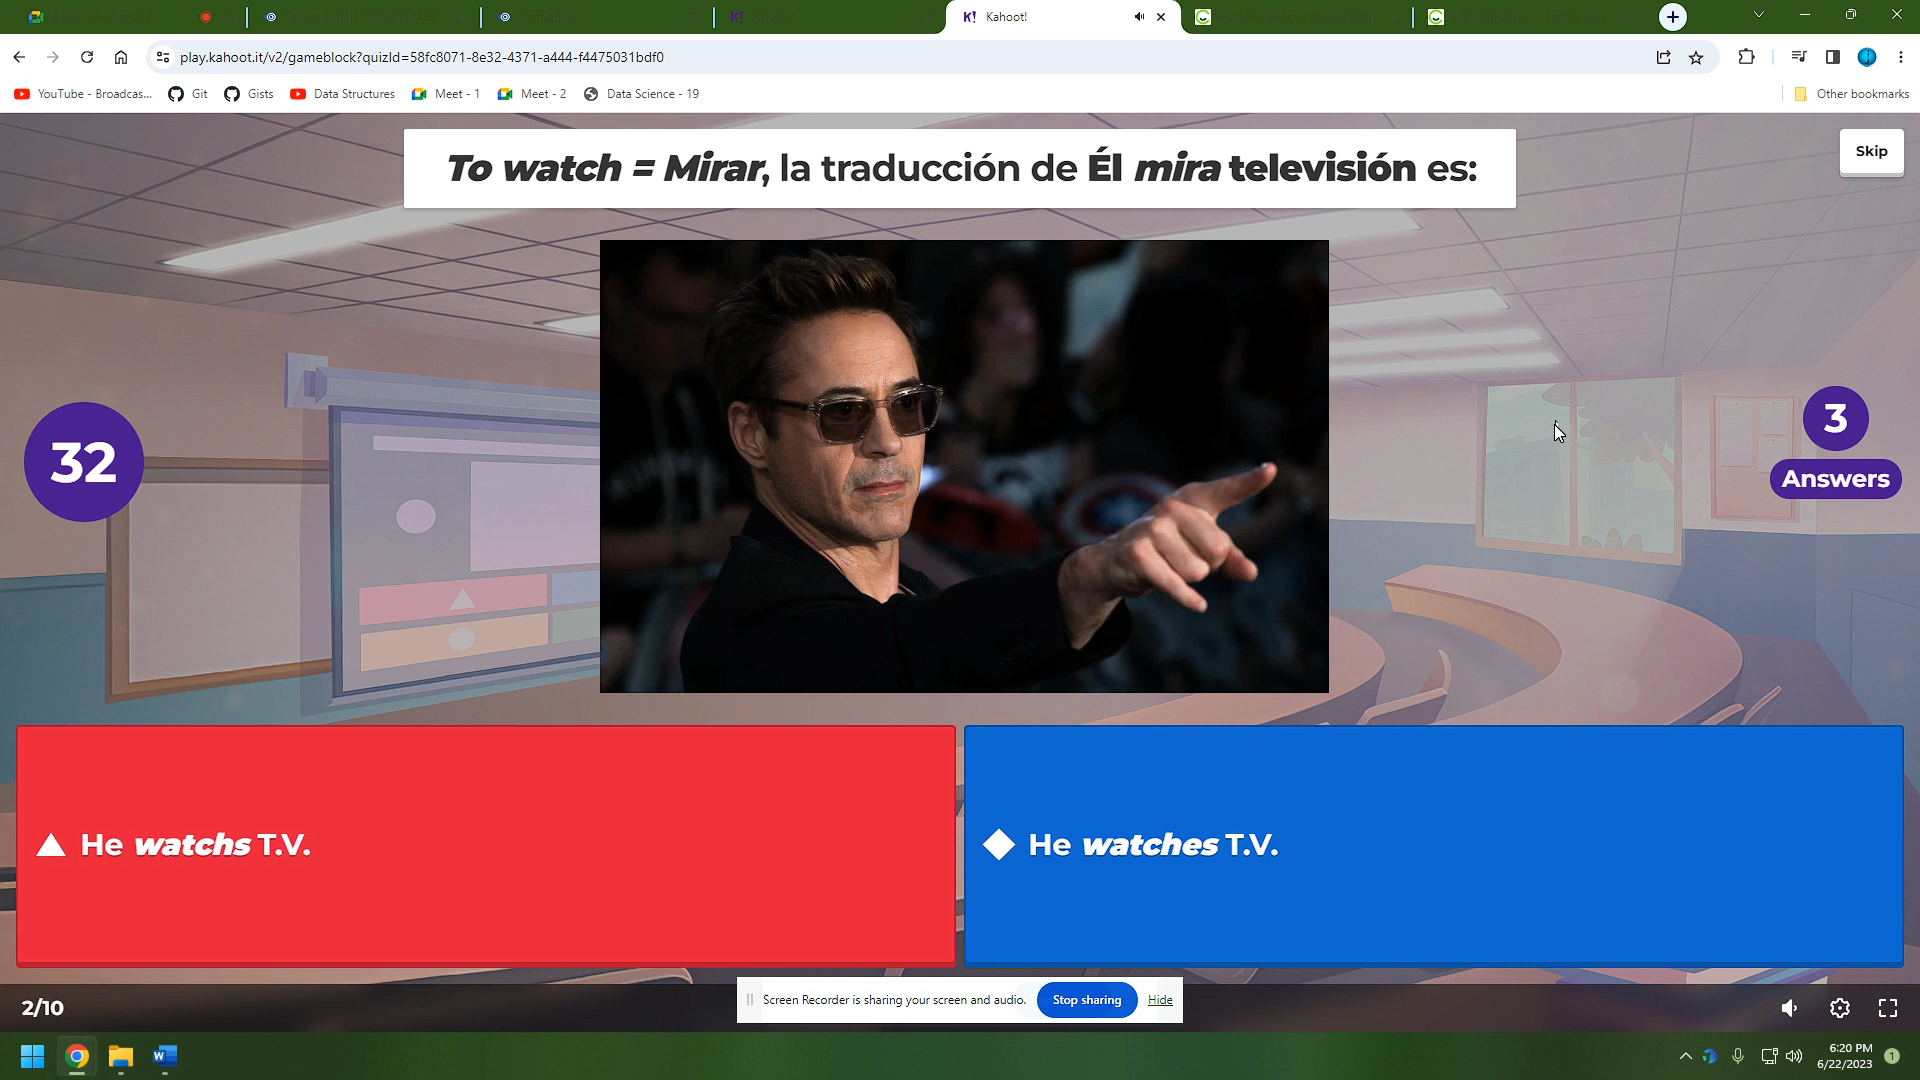 Kahoot!
play.kahoot.it/v2/gameblock?quizId=58fc8071-8e32-4371-a444-f4475031bdf0
YouTube - Broadcas... Git Gists Data Structures Meet - 1 Meet - 2 Data Science - 19 Other bookmarks
To watch = Mirar, la traducción de Él mira televisión es:
Skip
32
3
Answers
He watchs T.V.
He watches T.V.
2/10
Screen Recorder is sharing your screen and audio. Stop sharing Hide
6:20 PM
6/22/2023
1